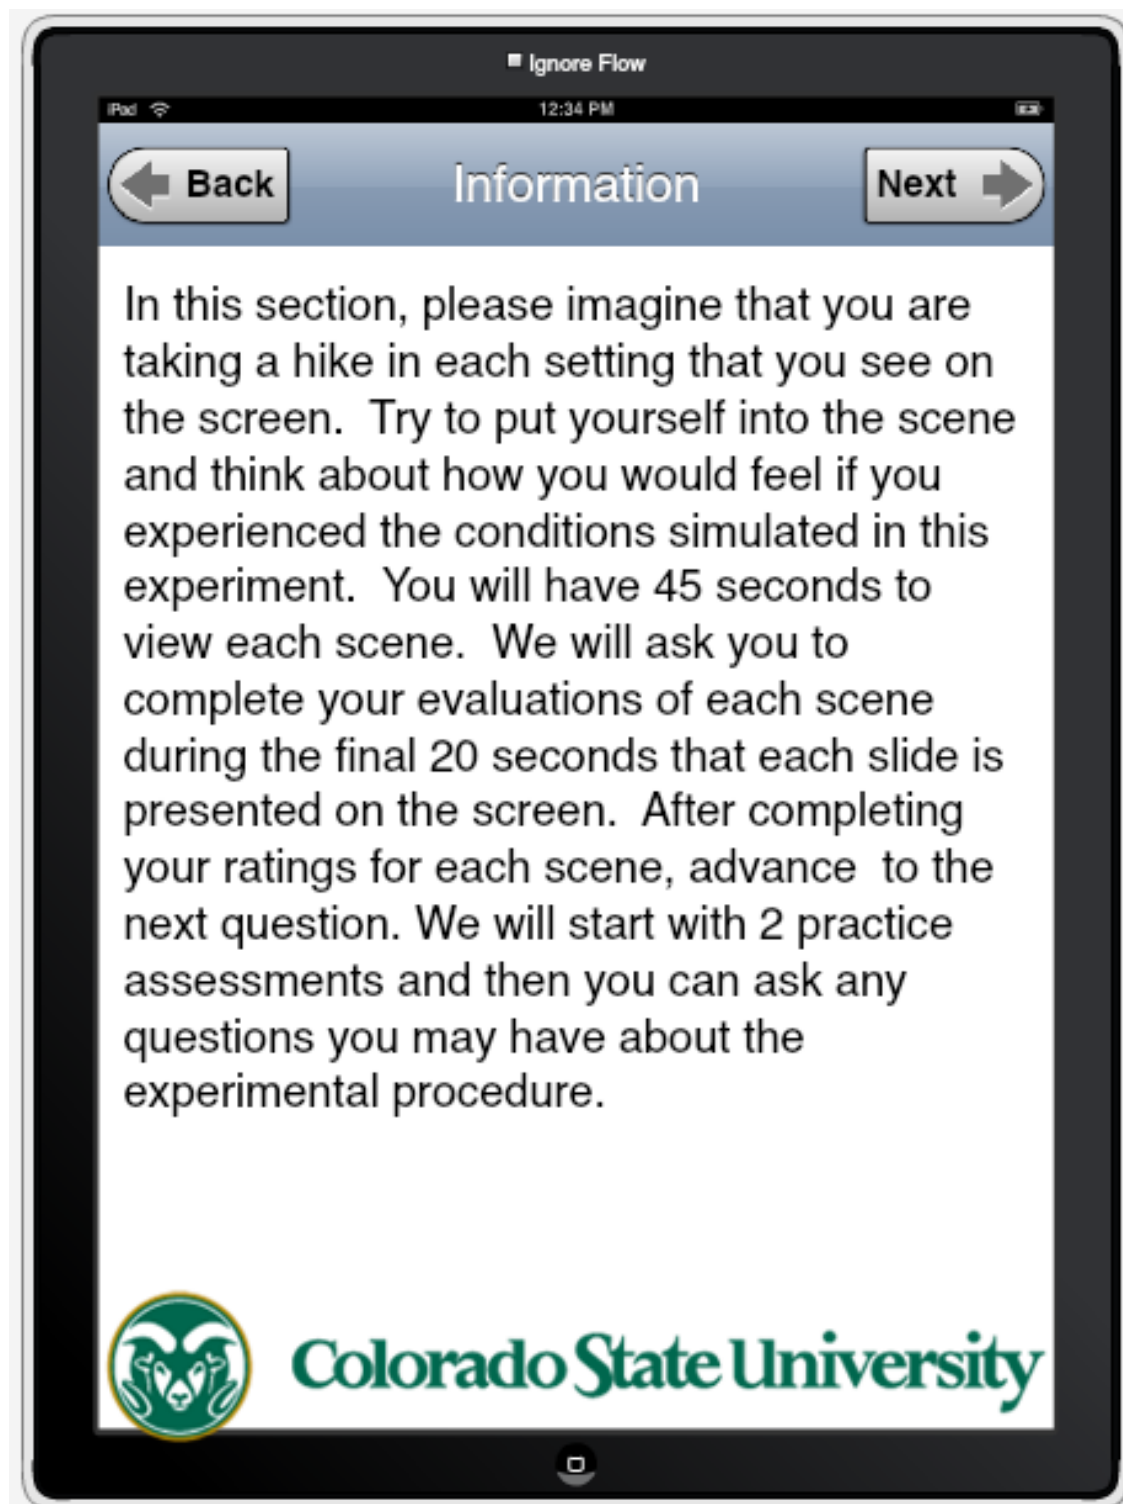 Ignore Flow
iPad 12:34 PM
Back Information Next
In this section, please imagine that you are
taking a hike in each setting that you see on
the screen.  Try to put yourself into the scene
and think about how you would feel if you
experienced the conditions simulated in this
experiment.  You will have 45 seconds to
view each scene.  We will ask you to
complete your evaluations of each scene
during the final 20 seconds that each slide is
presented on the screen.  After completing
your ratings for each scene, advance  to the
next question. We will start with 2 practice
assessments and then you can ask any
questions you may have about the
experimental procedure.
Colorado State University